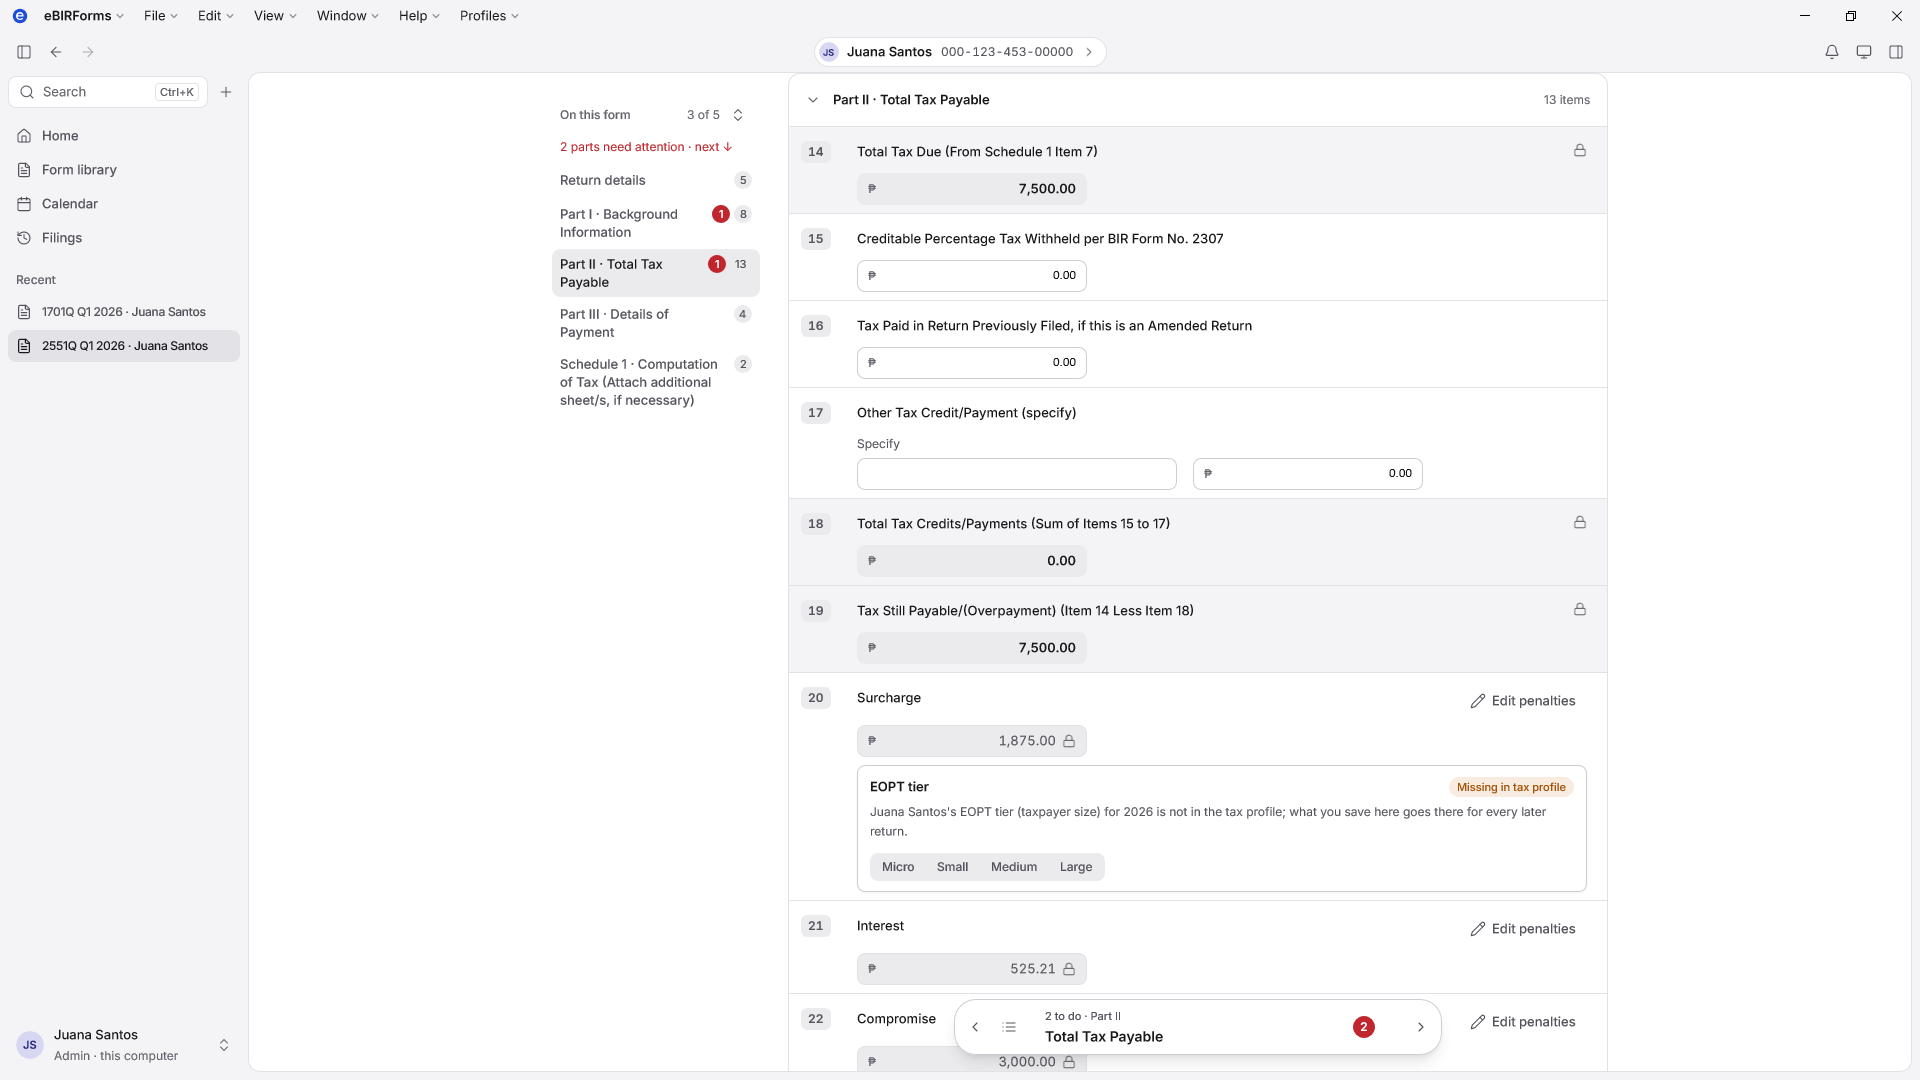 eBIRForms File Edit View Window Help Profiles
JS Juana Santos 000-123-453-00000
Search Ctrl+K
Home
Form library
Calendar
Filings
Recent
1701Q Q1 2026 · Juana Santos
2551Q Q1 2026 · Juana Santos
JS Juana Santos
Admin · this computer
On this form 3 of 5
2 parts need attention · next ↓
Return details 5
Part I · Background 1 8
Information
Part II · Total Tax 1 13
Payable
Part III · Details of 4
Payment
Schedule 1 · Computation 2
of Tax (Attach additional
sheet/s, if necessary)
Part II · Total Tax Payable 13 items
14 Total Tax Due (From Schedule 1 Item 7)
₱ 7,500.00
15 Creditable Percentage Tax Withheld per BIR Form No. 2307
₱ 0.00
16 Tax Paid in Return Previously Filed, if this is an Amended Return
₱ 0.00
17 Other Tax Credit/Payment (specify)
Specify
₱ 0.00
18 Total Tax Credits/Payments (Sum of Items 15 to 17)
₱ 0.00
19 Tax Still Payable/(Overpayment) (Item 14 Less Item 18)
₱ 7,500.00
20 Surcharge Edit penalties
₱ 1,875.00
EOPT tier Missing in tax profile
Juana Santos's EOPT tier (taxpayer size) for 2026 is not in the tax profile; what you save here goes there for every later
return.
Micro Small Medium Large
21 Interest Edit penalties
₱ 525.21
22 Compromise Edit penalties
₱ 3,000.00
2 to do · Part II
Total Tax Payable 2